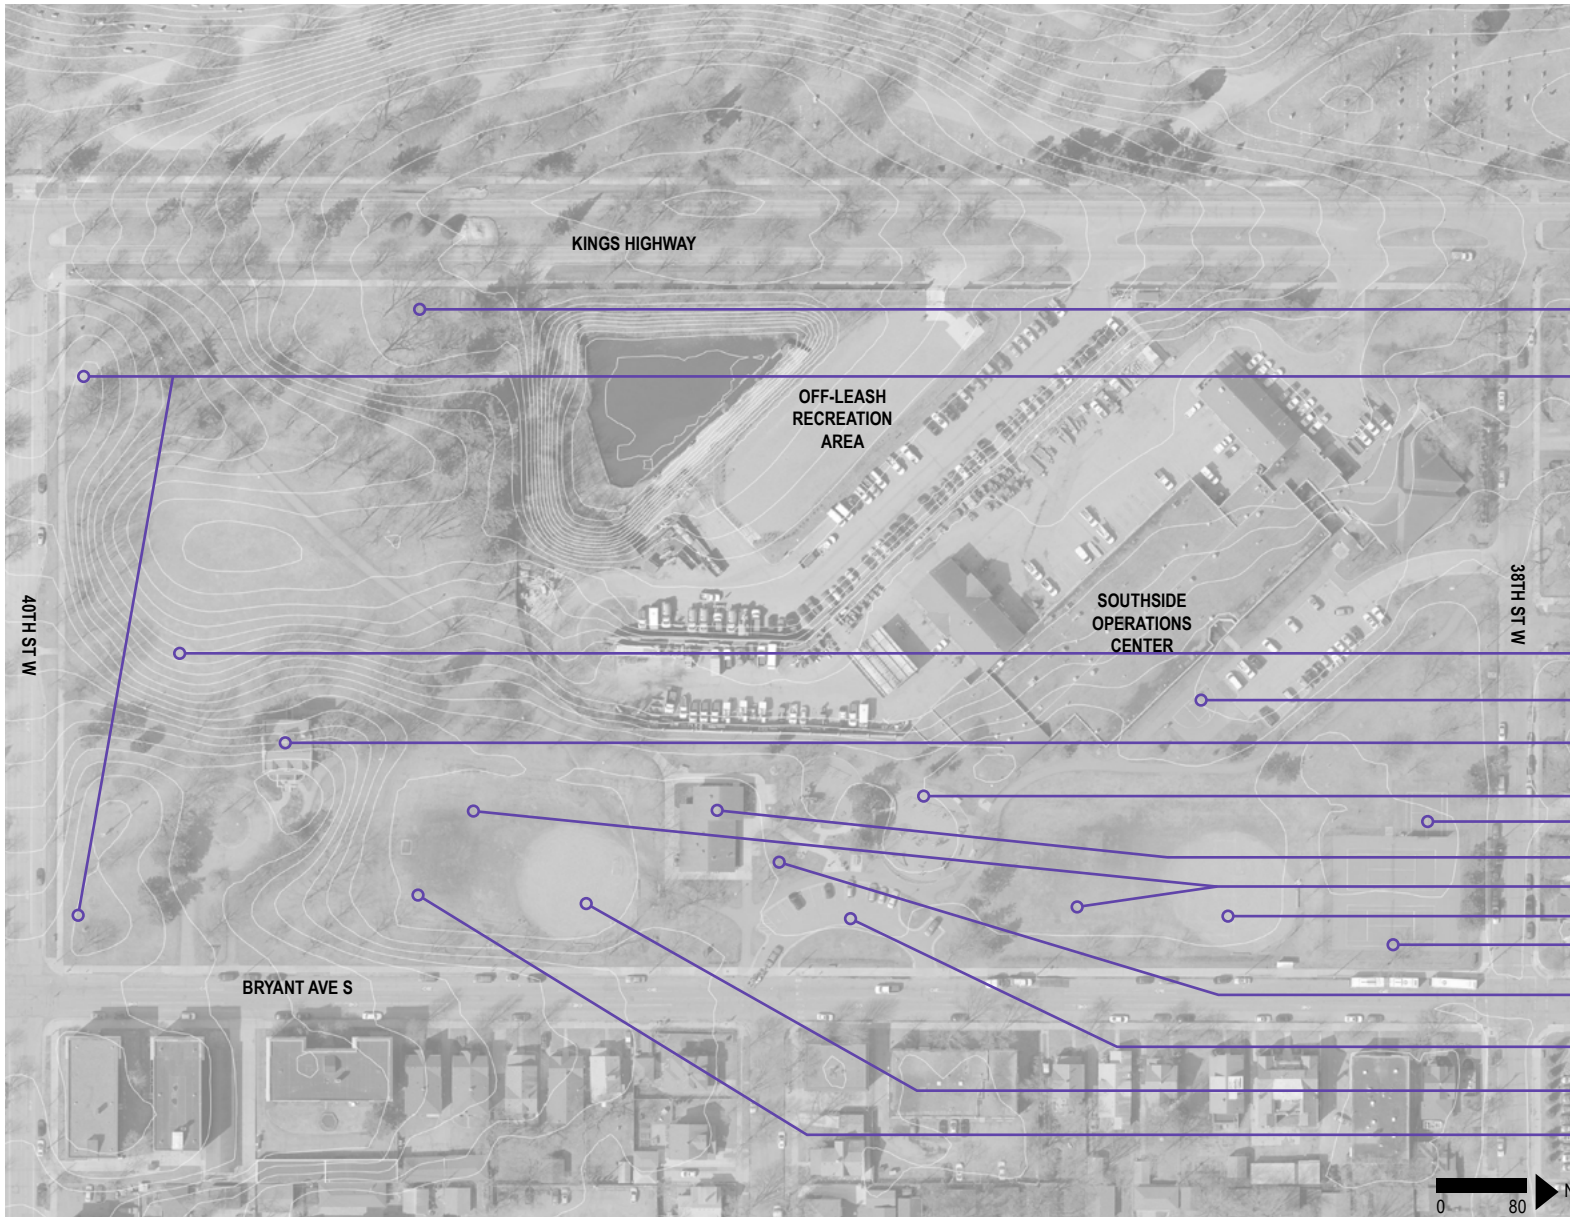 KINGS HIGHWAY
OFF-LEASH
RECREATION
AREA
40TH ST W
38TH ST W
SOUTHSIDE
OPERATIONS
CENTER
BRYANT AVE S
0 80
N